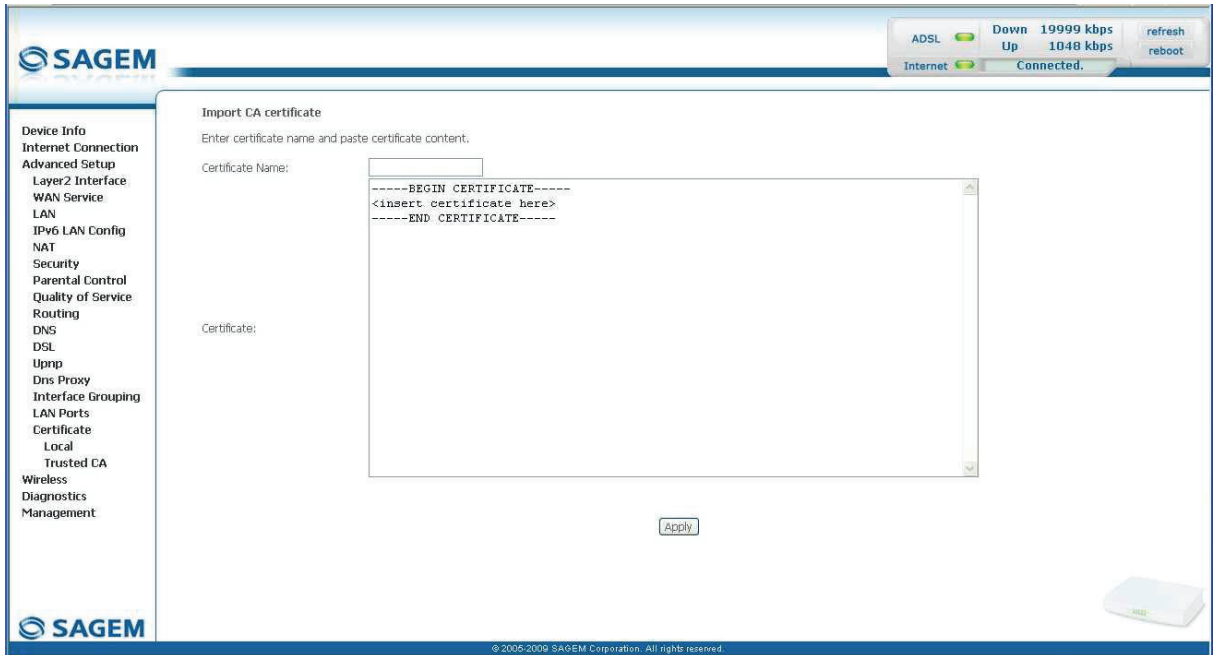 SAGEM
ADSL Down 19999 kbps refresh
Up 1048 kbps reboot
Internet Connected.
Device Info
Internet Connection
Advanced Setup
Layer2 Interface
WAN Service
LAN
IPv6 LAN Config
NAT
Security
Parental Control
Quality of Service
Routing
DNS
DSL
Upnp
Dns Proxy
Interface Grouping
LAN Ports
Certificate
Local
Trusted CA
Wireless
Diagnostics
Management
Import CA certificate
Enter certificate name and paste certificate content.
Certificate Name:
-----BEGIN CERTIFICATE-----
<insert certificate here>
-----END CERTIFICATE-----
Certificate:
Apply
SAGEM
© 2005-2009 SAGEM Corporation. All rights reserved.